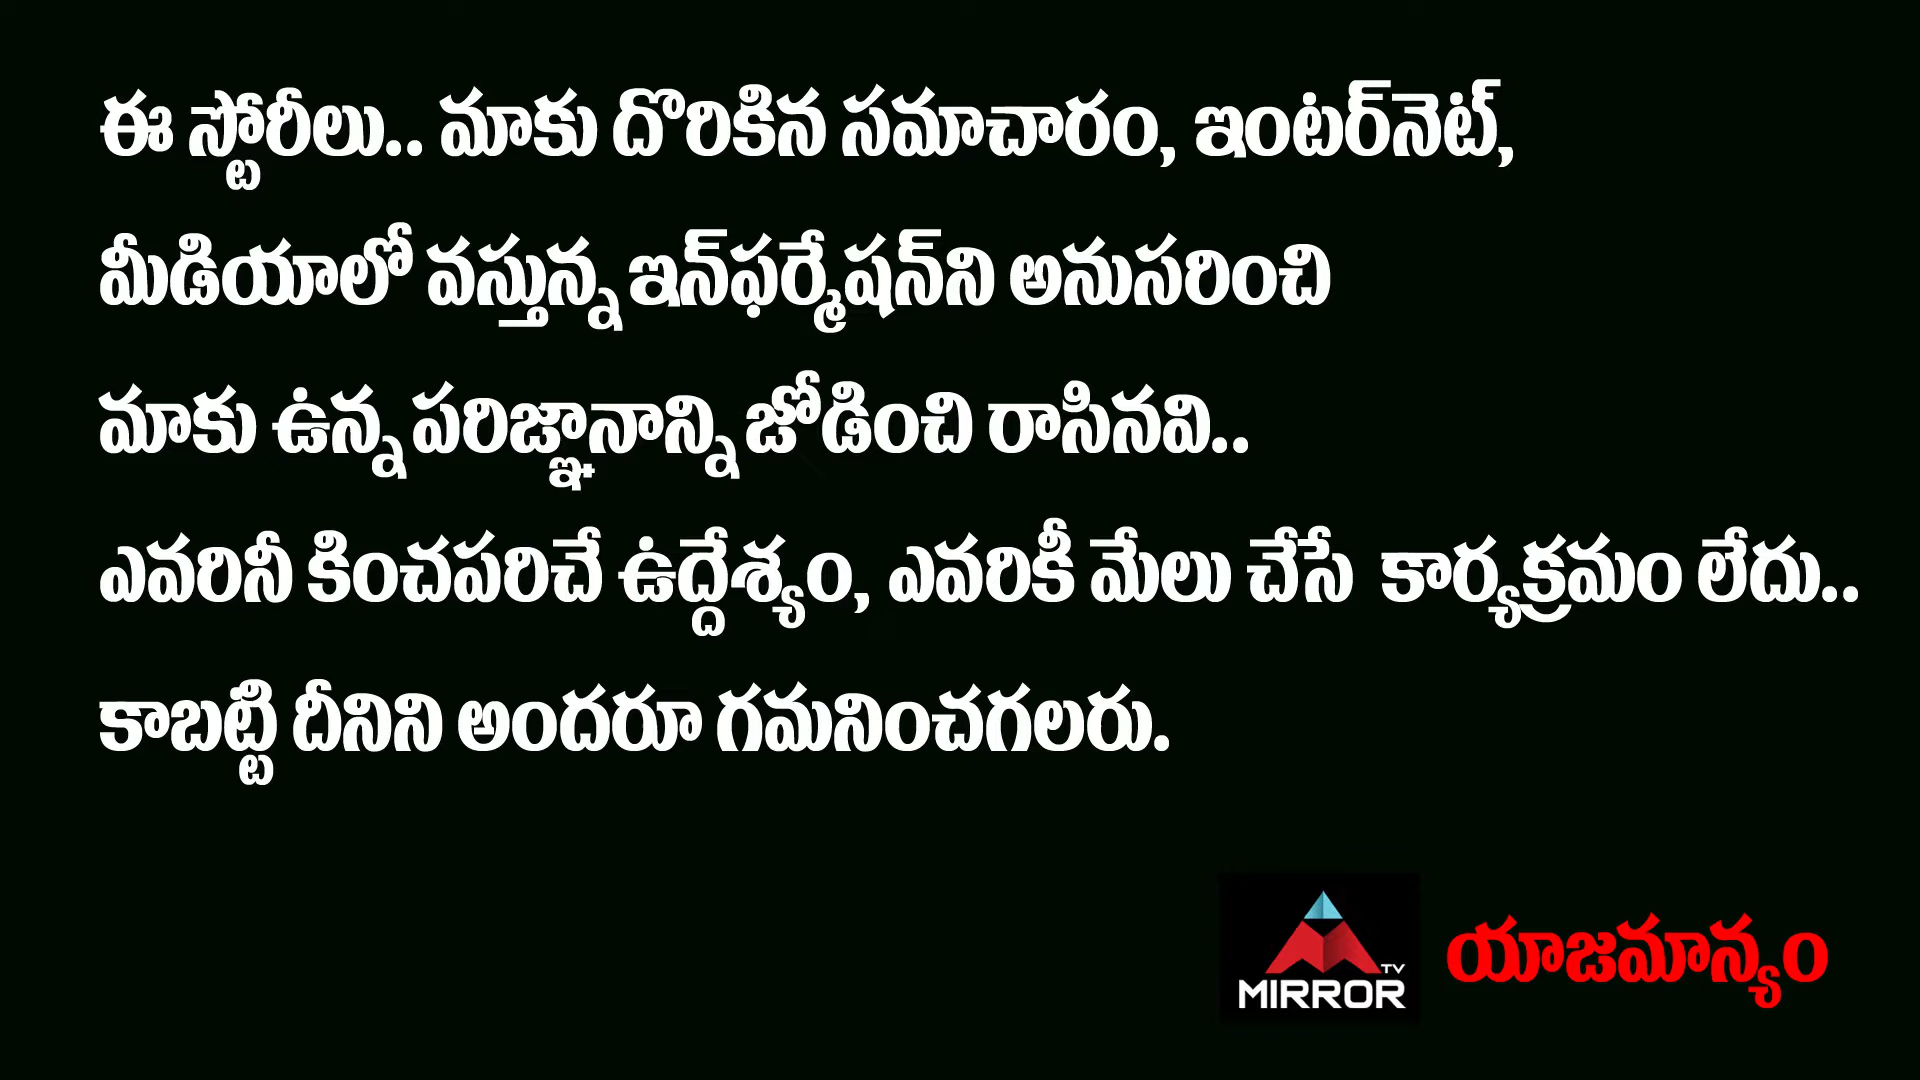 ఈ స్టోరీలు.. మాకు దొరికిన సమాచారం, ఇంటర్‌నెట్,
మీడియాలో వస్తున్న ఇన్‌ఫర్మేషన్‌ని అనుసరించి
మాకు ఉన్న పరిజ్ఞానాన్ని జోడించి రాసినవి..
ఎవరినీ కించపరిచే ఉద్దేశ్యం, ఎవరికీ మేలు చేసే కార్యక్రమం లేదు..
కాబట్టి దీనిని అందరూ గమనించగలరు.
TV
MIRROR
యాజమాన్యం